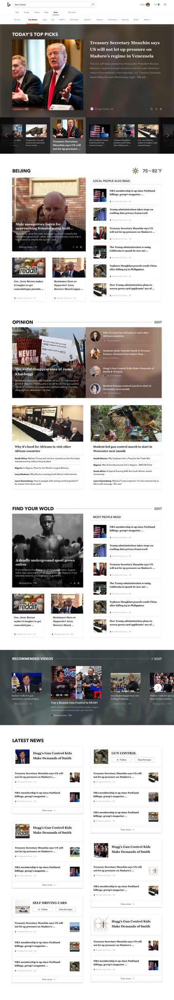 Gun Control
Saber
119
Web Images Videos Maps News My saves
For You Top Stories Local U.S. World Fact Check Lifestyle Science Technology Business Politics Sports
TODAY'S TOP PICKS
Treasury Secretary Mnuchin says
US will not let up pressure on
Maduro's regime in Venezuela
The U.S. will keep pressuring Venezuelan President Nicolas
Maduro's regime through sanctions until the Latin American
nation's humanitarian crisis improves, U.S. Treasury Secretary
Steven Mnuchin said Wednesday night. "We will ...
Chicago Tribune · 12h
Progressive vets, gun
control advocates join
forces on the ...
Treasury Secretary
Mnuchin says US will
not let up pressure ...
NRA's Political Victory
Fund Dwarfs Gun
Control Groups' ...
Typhoon Mangkhut
pounds south China
after killing 64 in ...
Gov. Jerry Brown
makes it tougher to get
concealed gun ...
BEIJING
75~82 °F
Male mosquitoes listen for
approaching females using built...
"Essentially, what the male mosquito hears isn't actually the
female wingbeat itself; rather, it hears this phantom tone that it
has created to amplify the sound," said ...
Bearing Arms · 15h
Gov. Jerry Brown makes
it tougher to get
concealed gun permits ...
The New York Times · 12h
reddit
Resistance Hero or
Hypocrite? Jerry
Brown's Mixed Legacy ...
The New York Times · 12h
LOCAL PEOPLE ALSO READ
NRA membership is up since Parkland
killings, group's magazine ...
The New York Times · 12h
Trump administration takes steps on
crafting data privacy framework
The New York Times · 12h
Treasury Secretary Mnuchin says US
will not let up pressure on Maduro's ...
The New York Times · 12h
The Trump administration is suing
California to quash its new net ...
The New York Times · 12h
Typhoon Mangkhut pounds south China
after killing 64 in Philippines
The New York Times · 12h
How Trump administration plans to
screen green card applicants' use of ...
The New York Times · 12h
OPINION
EDIT
NEVER
AGAIN
The awful disappearance of Jamal
Khashoggi
Students in Massachusetts have set off on a 50-mile march to
Smith & Wesson's headquarters to call for stricter gun control.
About 40 students and supporters started walking Thursday
morning from Worcester City Hall.
Why it's hard for Africans to visit other
African countries
By Larry Madowo
Students Rally Outside Smith & Wesson
Factory, Demand Gun-maker Stop ...
By Laura Kuenssberg
Hogg's Gun Control Kids Make Demands of
Smith & Wesson
By Soutik Biswas
Student-led gun control march to start in
Worcester next month
By Soutik Biswas
Why it's hard for Africans to visit other
African countries
South Africa: Melania Trump will visit four countries on her first major
international trip without the president
Nigeria: In Nigeria, Plans for the World's Largest Refinery
Larry Madowo: Why Russia is wooing South Africa's white farmers
Laura Kuenssberg: How to grapple with soaring world population?
An answer from down south
Student-led gun control march to start in
Worcester next month
Soutik Biswas: Why Soybeans Are a Proxy for the Trade War
Nigeria: Why Airline Businesses Fail in Nigeria - AMCON Chief
South Africa: A Special Evening With the South African Jewish
Community
Laura Kuenssberg: Melania Trump wraps her 1st solo overseas trip to
Africa with message, 'We care'
FIND YOUR WOLD
EDIT
A deadly underground sport grows
online
From Nollywood actresses to afrobeat superstars, August
Udoh, has captured them all. He's lauded as Nigeria's most
talented celebrity photographer but it is the ...
Bearing Arms · 15h
reddit
Gov. Jerry Brown
makes it tougher to get
concealed gun ...
The New York Times · 12h
Resistance Hero or
Hypocrite? Jerry
Brown's Mixed ...
The New York Times · 12h
MOST PEOPLE READ
NRA membership is up since Parkland
killings, group's magazine ...
The New York Times · 12h
Trump administration takes steps on
crafting data privacy framework
The New York Times · 12h
Treasury Secretary Mnuchin says US
will not let up pressure on Maduro's ...
The New York Times · 12h
The Trump administration is suing
California to quash its new net ...
The New York Times · 12h
Typhoon Mangkhut pounds south China
after killing 64 in Philippines
The New York Times · 12h
How Trump administration plans to
screen green card applicants' use of ...
The New York Times · 12h
RECOMMENDED VIDEOS
EDIT
Tucker: Calls for gun
control are a kind of class ...
Bearing Arms · 15h
09:16 · HD
Top 5 Reason Gun Control is DEAD!
When most people think about the number of gun-
related deaths in America each year, the first ...
Bearing Arms · 15h
Gun Rights Supporters Are
Tailing Parkland ...
Bearing Arms · 15h
Tucker: Calls for gun
kind of class warfare
Bearing Arms · 15h
LATEST NEWS
Hogg's Gun Control Kids
Make Demands of Smith
Treasury Secretary Mnuchin says US will
not let up pressure on Maduro's ...
The New York Times · 12h
NRA membership is up since Parkland
killings, group's magazine ...
The New York Times · 12h
View more
reddit
Hogg's Gun Control Kids
Make Demands of Smith
Treasury Secretary Mnuchin says US will
not let up pressure on Maduro's ...
The New York Times · 12h
NRA membership is up since Parkland
killings, group's magazine ...
The New York Times · 12h
View more
SELF DRIVING CARS
Follow
View the topic
Treasury Secretary Mnuchin says US will
not let up pressure on Maduro's ...
The New York Times · 12h
NRA membership is up since Parkland
killings, group's magazine ...
reddit
The New York Times · 12h
NRA membership is up since Parkland
killings, group's magazine ...
The New York Times · 12h
View more
GUN CONTROL
Follow
View the topic
Treasury Secretary Mnuchin says US will
not let up pressure on Maduro's ...
The New York Times · 12h
NRA membership is up since Parkland
killings, group's magazine ...
The New York Times · 12h
NRA membership is up since Parkland
killings, group's magazine ...
reddit
The New York Times · 12h
View more
Hogg's Gun Control Kids
Make Demands of Smith
Treasury Secretary Mnuchin says US will
not let up pressure on Maduro's ...
The New York Times · 12h
NRA membership is up since Parkland
killings, group's magazine ...
The New York Times · 12h
View more
Hogg's Gun Control Kids
Make Demands of Smith
Treasury Secretary Mnuchin says US will
not let up pressure on Maduro's ...
The New York Times · 12h
NRA membership is up since Parkland
killings, group's magazine ...
The New York Times · 12h
View more